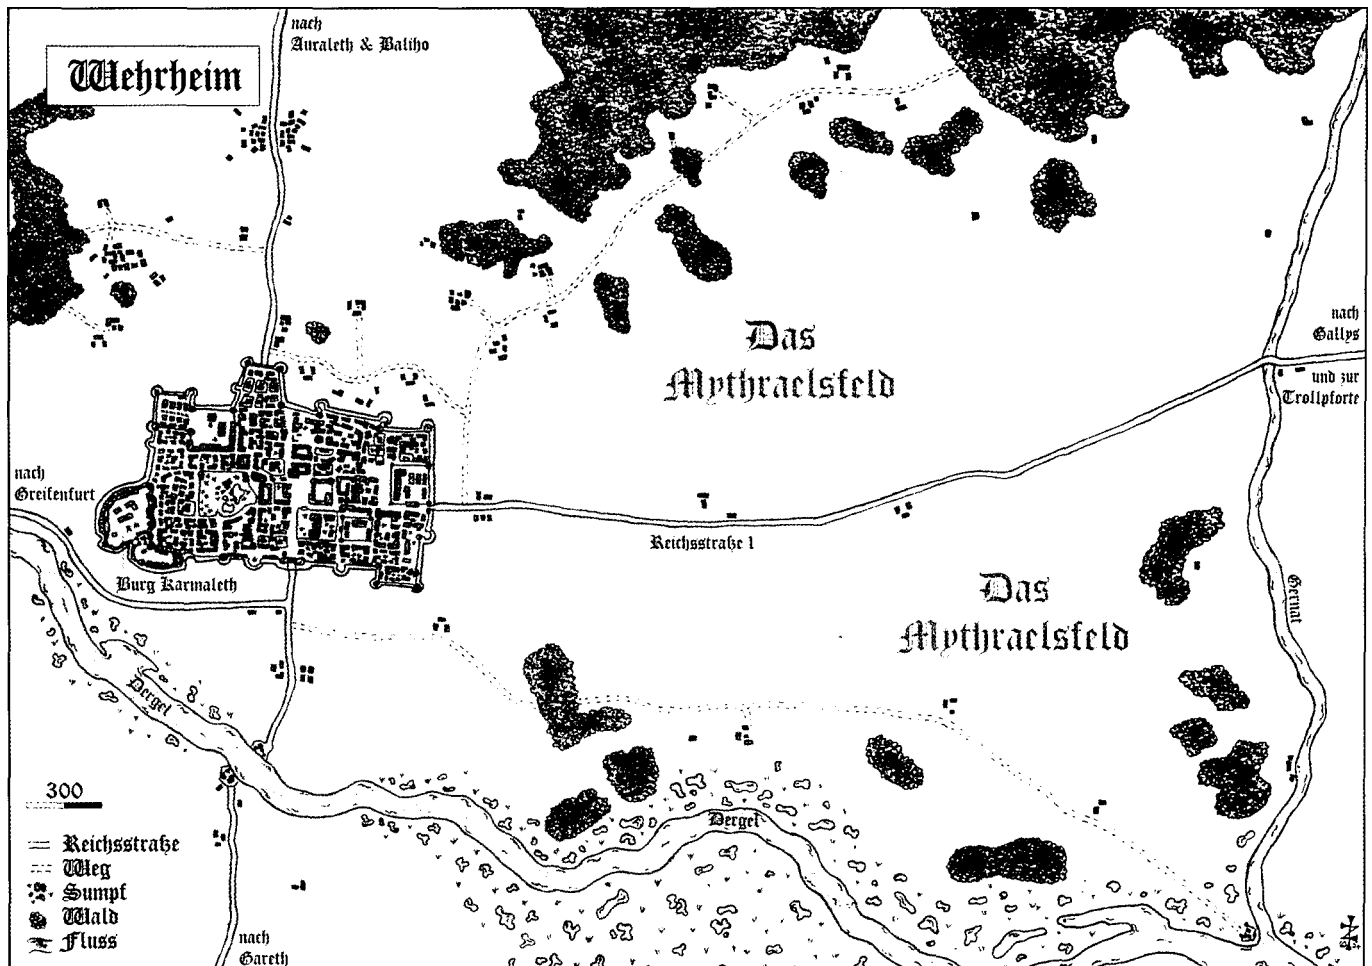 nach
Auraleth & Baliho
Wehrheim
nach
Gallys
und zur
Trollpforte
Das
Mythraelsfeld
nach
Greifenfurt
Reichsstraße 1
Burg Karmaleth
Das
Mythraelsfeld
Gernat
Dergel
300
Dergel
Reichsstraße
Weg
Sumpf
Wald
Fluss
nach
Gareth